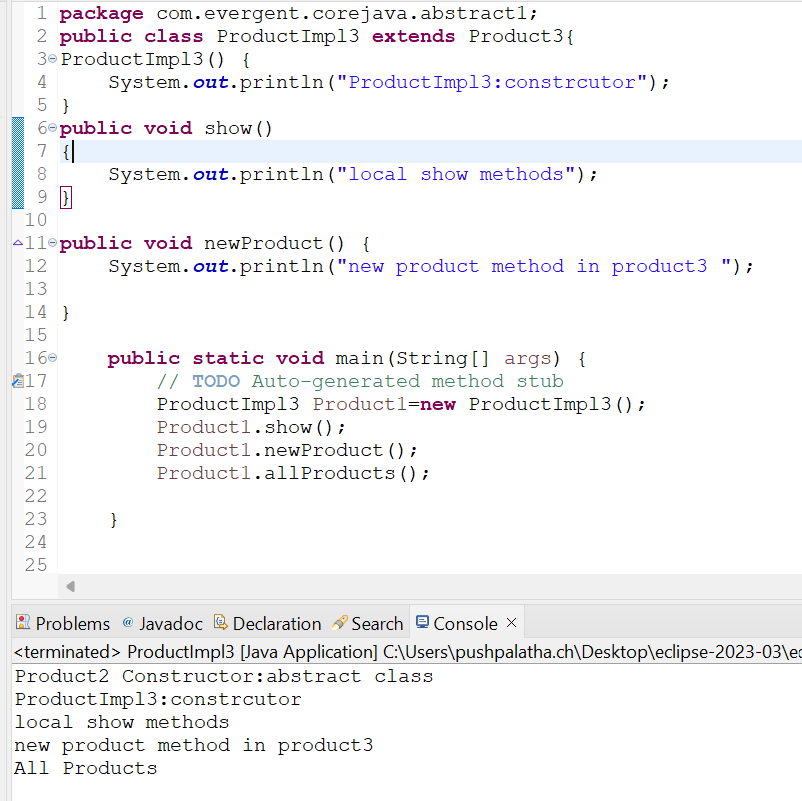 1 package com.evergent.corejava.abstract1;
2 public class ProductImpl3 extends Product3{
3 ProductImpl3() {
4     System.out.println("ProductImpl3:constrcutor");
5 }
6 public void show()
7 {
8     System.out.println("local show methods");
9 }
10
11 public void newProduct() {
12     System.out.println("new product method in product3 ");
13
14 }
15
16     public static void main(String[] args) {
17         // TODO Auto-generated method stub
18         ProductImpl3 Product1=new ProductImpl3();
19         Product1.show();
20         Product1.newProduct();
21         Product1.allProducts();
22
23     }
24
25
Problems @ Javadoc Declaration Search Console ×
<terminated> ProductImpl3 [Java Application] C:\Users\pushpalatha.ch\Desktop\eclipse-2023-03\ec
Product2 Constructor:abstract class
ProductImpl3:constrcutor
local show methods
new product method in product3
All Products